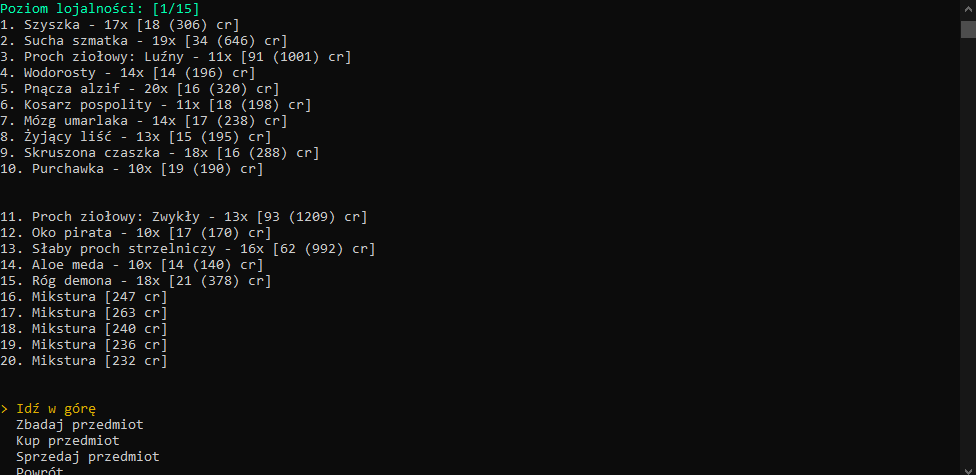 Poziom lojalności: [1/15]
1. Szyszka - 17x [18 (306) cr]
2. Sucha szmatka - 19x [34 (646) cr]
3. Proch ziołowy: Luźny - 11x [91 (1001) cr]
4. Wodorosty - 14x [14 (196) cr]
5. Pnącza alzif - 20x [16 (320) cr]
6. Kosarz pospolity - 11x [18 (198) cr]
7. Mózg umarlaka - 14x [17 (238) cr]
8. Żyjący liść - 13x [15 (195) cr]
9. Skruszona czaszka - 18x [16 (288) cr]
10. Purchawka - 10x [19 (190) cr]
11. Proch ziołowy: Zwykły - 13x [93 (1209) cr]
12. Oko pirata - 10x [17 (170) cr]
13. Słaby proch strzelniczy - 16x [62 (992) cr]
14. Aloe meda - 10x [14 (140) cr]
15. Róg demona - 18x [21 (378) cr]
16. Mikstura [247 cr]
17. Mikstura [263 cr]
18. Mikstura [240 cr]
19. Mikstura [236 cr]
20. Mikstura [232 cr]
> Idź w górę
Zbadaj przedmiot
Kup przedmiot
Sprzedaj przedmiot
Powrót